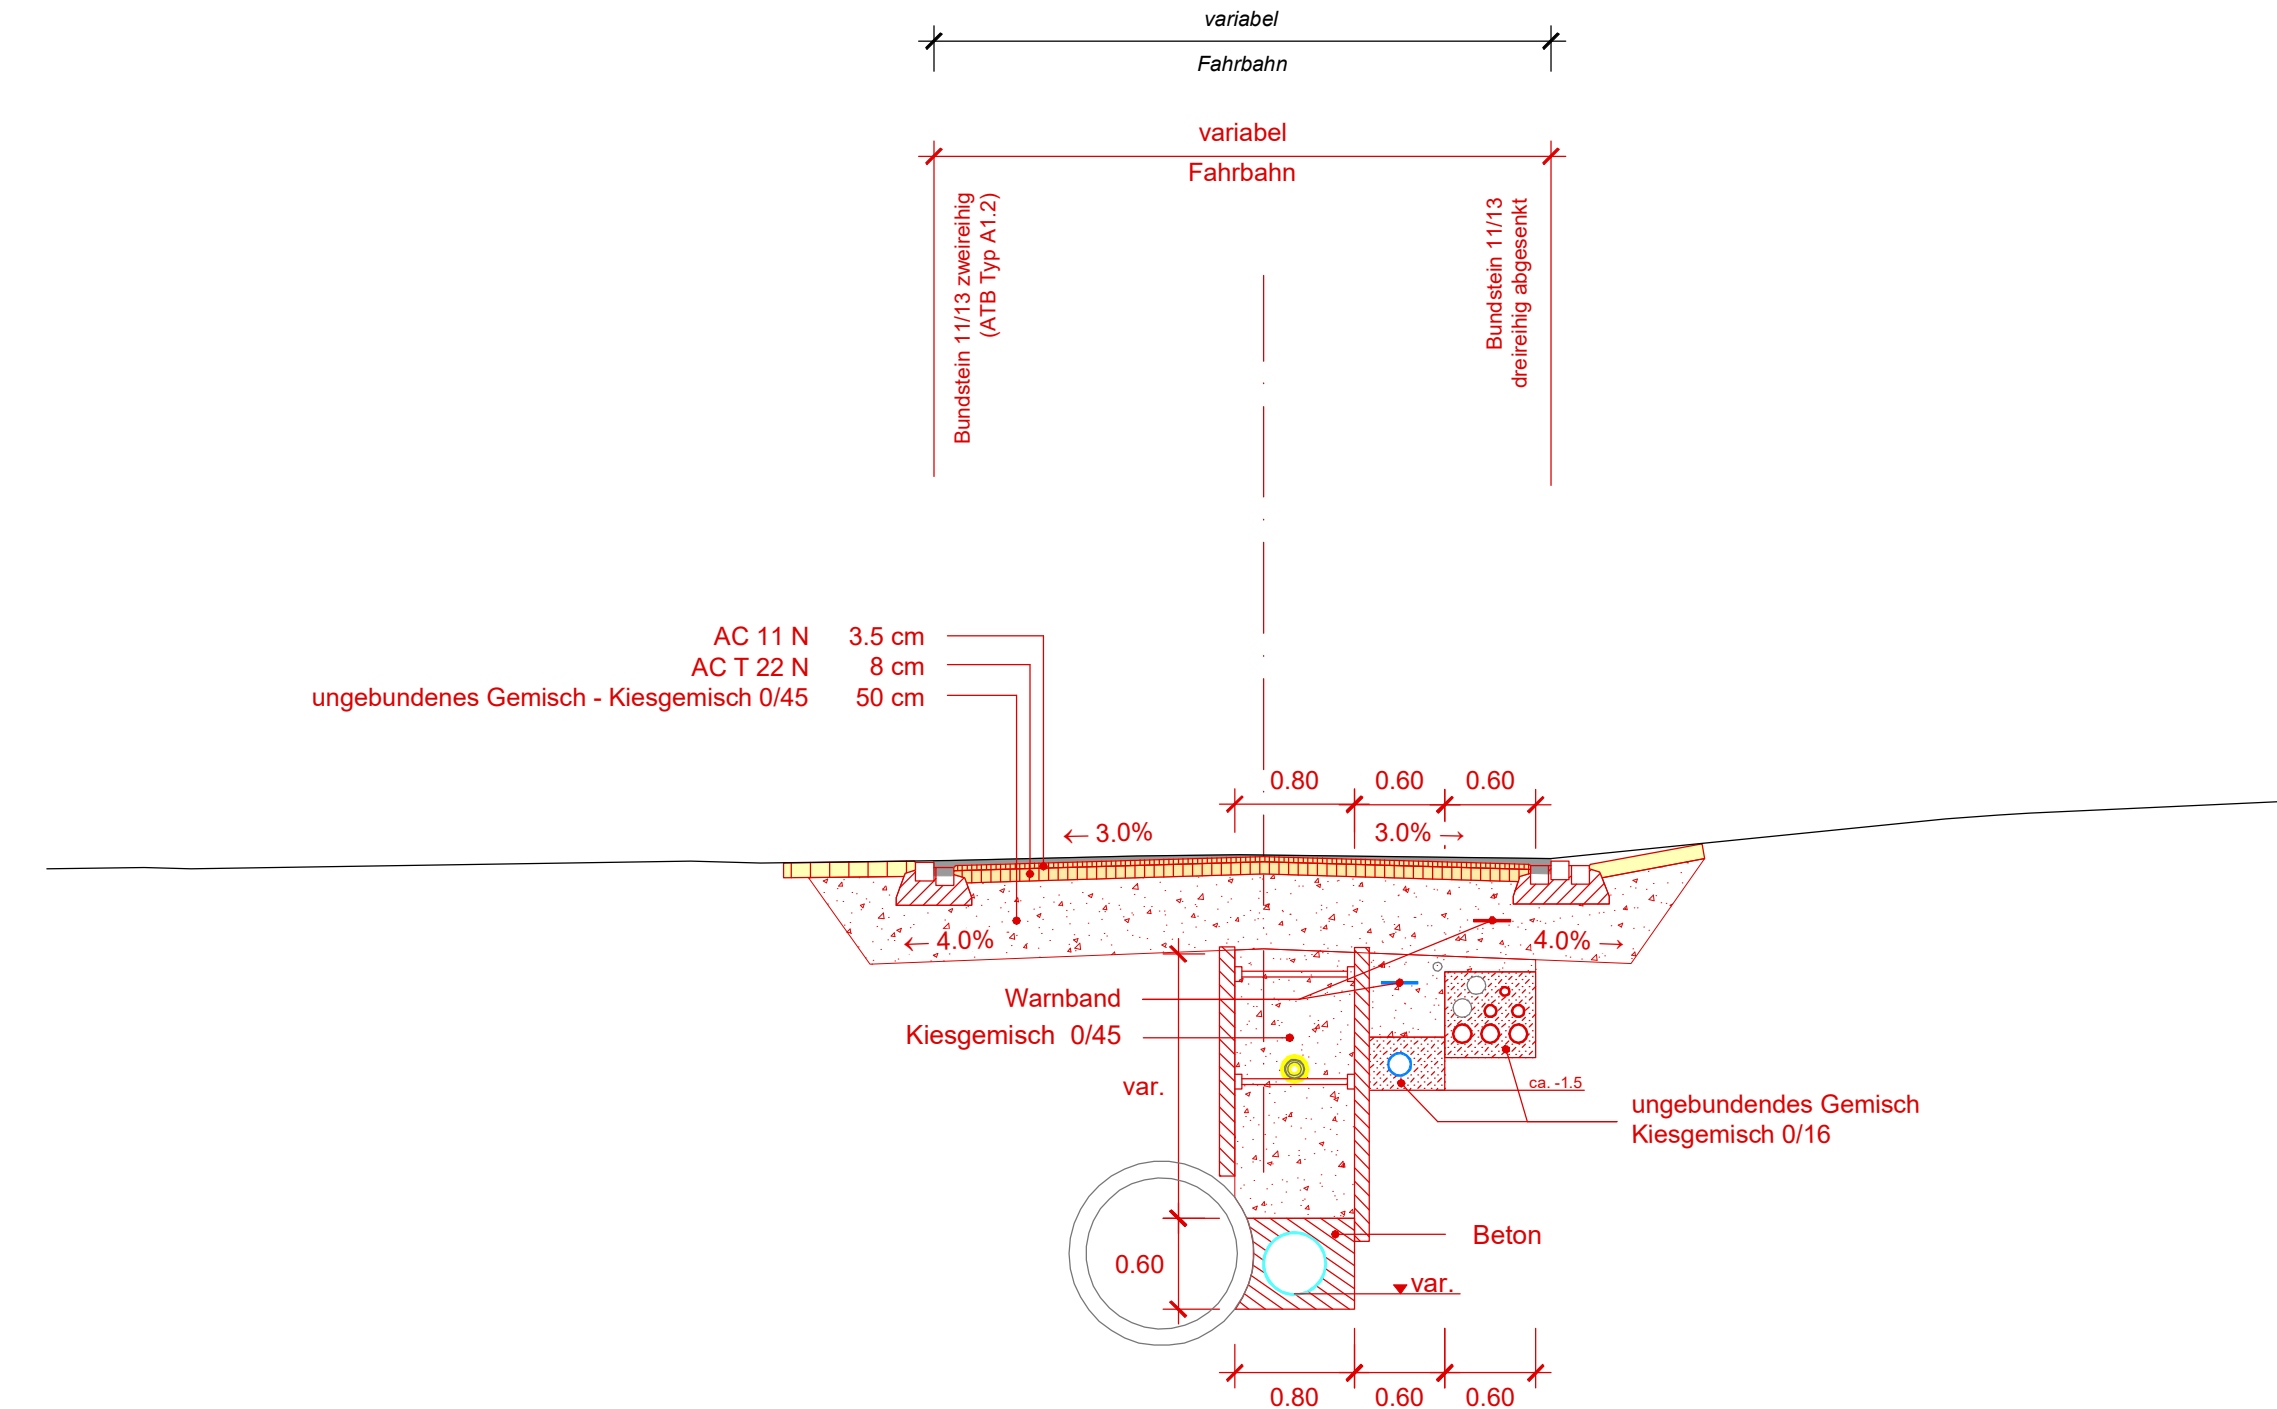 variabel
Fahrbahn
variabel
Fahrbahn
Bundstein 11/13 zweireihig
(ATB Typ A1.2)
Bundstein 11/13
dreireihig abgesenkt
AC 11 N 3.5 cm
AC T 22 N 8 cm
ungebundenes Gemisch - Kiesgemisch 0/45 50 cm
0.80 0.60 0.60
← 3.0% 3.0% →
← 4.0% 4.0% →
Warnband
Kiesgemisch 0/45
var.
ca. -1.5
ungebundendes Gemisch
Kiesgemisch 0/16
Beton
0.60
var.
0.80 0.60 0.60